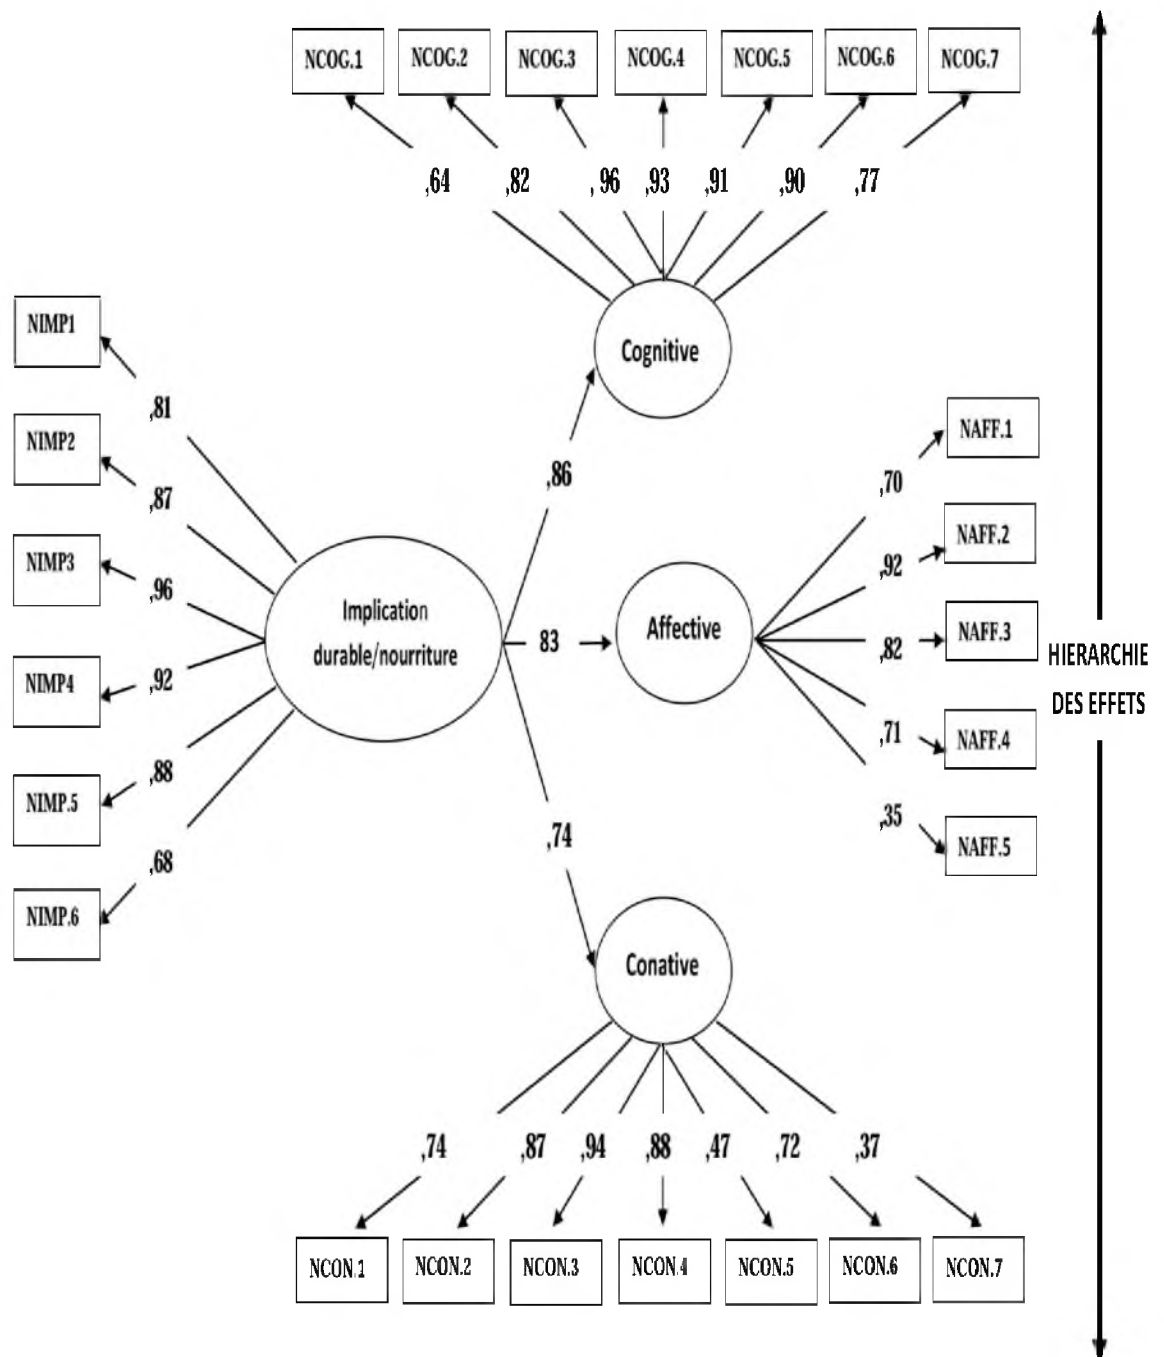 NCOG.1 NCOG.2 NCOG.3 NCOG.4 NCOG.5 NCOG.6 NCOG.7
,64 ,82 ,96 ,93 ,91 ,90 ,77
Cognitive
NIMP1
NIMP2
NIMP3
NIMP4
NIMP.5
NIMP.6
,81
,87
,96
,92
,88
,68
Implication
durable/nourriture
,86
83
,74
Affective
,70
,92
,82
,71
,35
NAFF.1
NAFF.2
NAFF.3
NAFF.4
NAFF.5
HIERARCHIE
DES EFFETS
Conative
,74 ,87 ,94 ,88 ,47 ,72 ,37
NCON.1 NCON.2 NCON.3 NCON.4 NCON.5 NCON.6 NCON.7